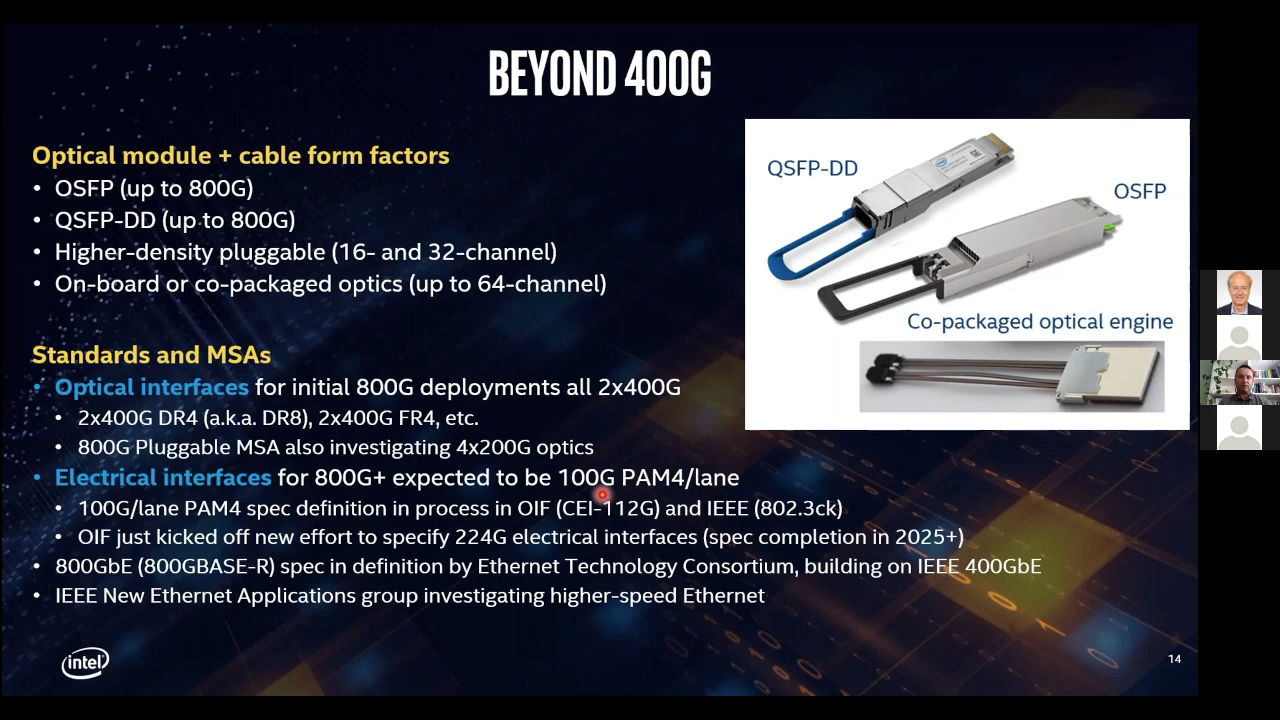 BEYOND 400G
Optical module + cable form factors
• OSFP (up to 800G)
• QSFP-DD (up to 800G)
• Higher-density pluggable (16- and 32-channel)
• On-board or co-packaged optics (up to 64-channel)
QSFP-DD
OSFP
Co-packaged optical engine
Standards and MSAs
• Optical interfaces for initial 800G deployments all 2x400G
• 2x400G DR4 (a.k.a. DR8), 2x400G FR4, etc.
• 800G Pluggable MSA also investigating 4x200G optics
• Electrical interfaces for 800G+ expected to be 100G PAM4/lane
• 100G/lane PAM4 spec definition in process in OIF (CEI-112G) and IEEE (802.3ck)
• OIF just kicked off new effort to specify 224G electrical interfaces (spec completion in 2025+)
• 800GbE (800GBASE-R) spec in definition by Ethernet Technology Consortium, building on IEEE 400GbE
• IEEE New Ethernet Applications group investigating higher-speed Ethernet
intel
14